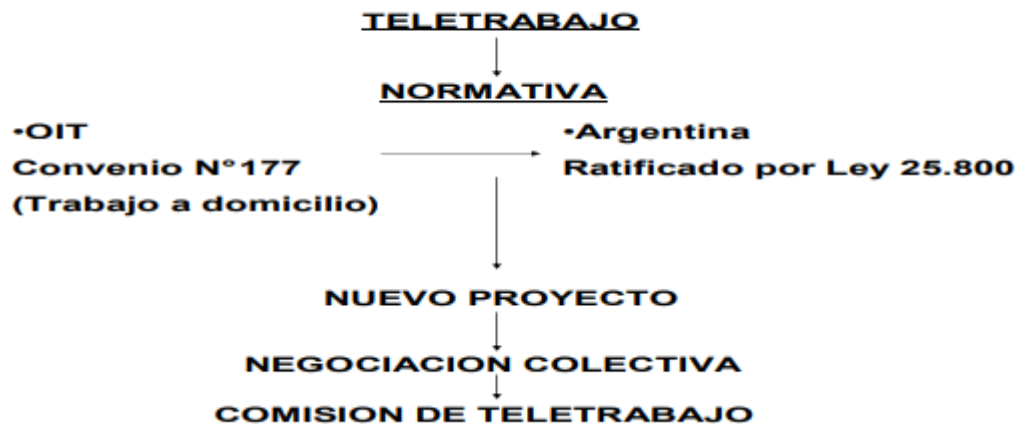 TELETRABAJO
NORMATIVA
•OIT
Convenio N°177
(Trabajo a domicilio)
•Argentina
Ratificado por Ley 25.800
NUEVO PROYECTO
NEGOCIACION COLECTIVA
COMISION DE TELETRABAJO